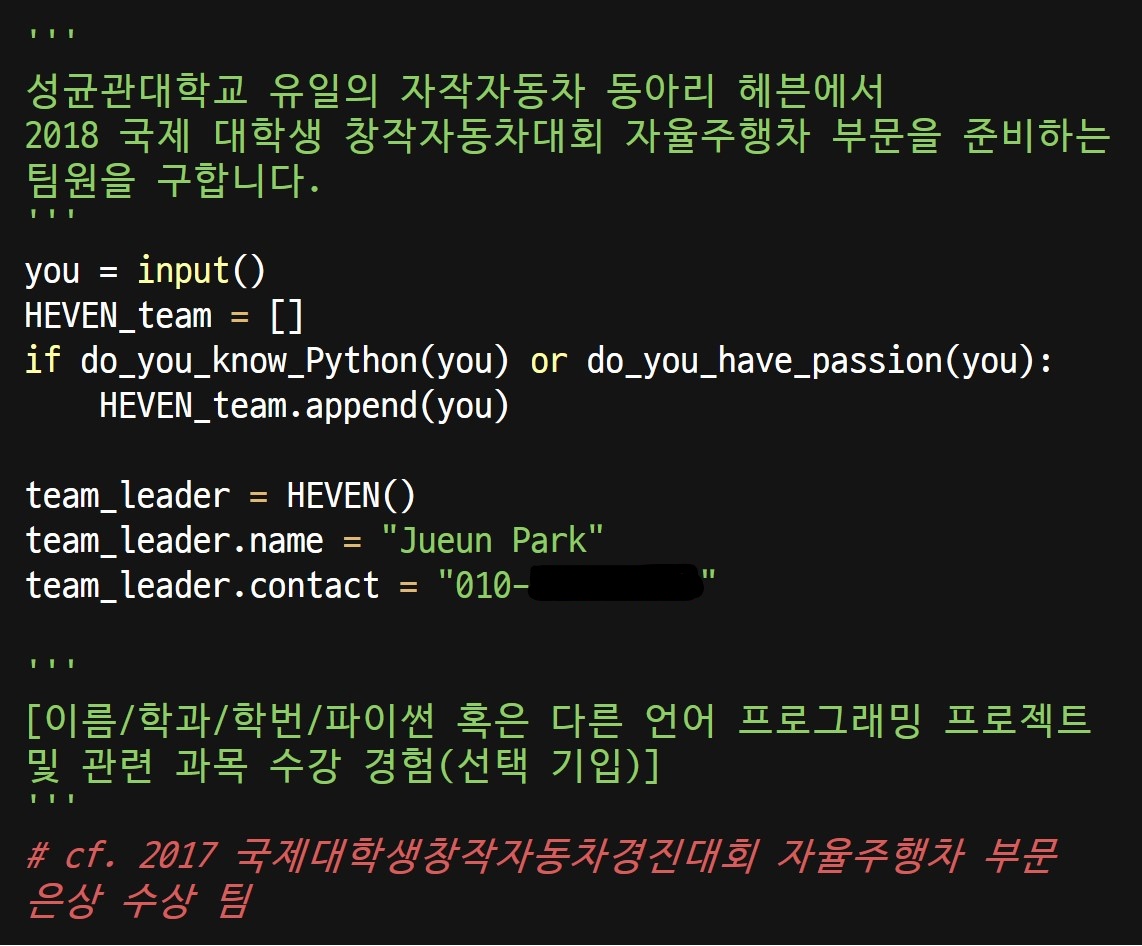 '''
성균관대학교 유일의 자작자동차 동아리 헤븐에서
2018 국제 대학생 창작자동차대회 자율주행차 부문을 준비하는
팀원을 구합니다.
'''
you = input()
HEVEN_team = []
if do_you_know_Python(you) or do_you_have_passion(you):
    HEVEN_team.append(you)
team_leader = HEVEN()
team_leader.name = "Jueun Park"
team_leader.contact = "010-"
'''
[이름/학과/학번/파이썬 혹은 다른 언어 프로그래밍 프로젝트
및 관련 과목 수강 경험(선택 기입)]
'''
# cf. 2017 국제대학생창작자동차경진대회 자율주행차 부문
은상 수상 팀